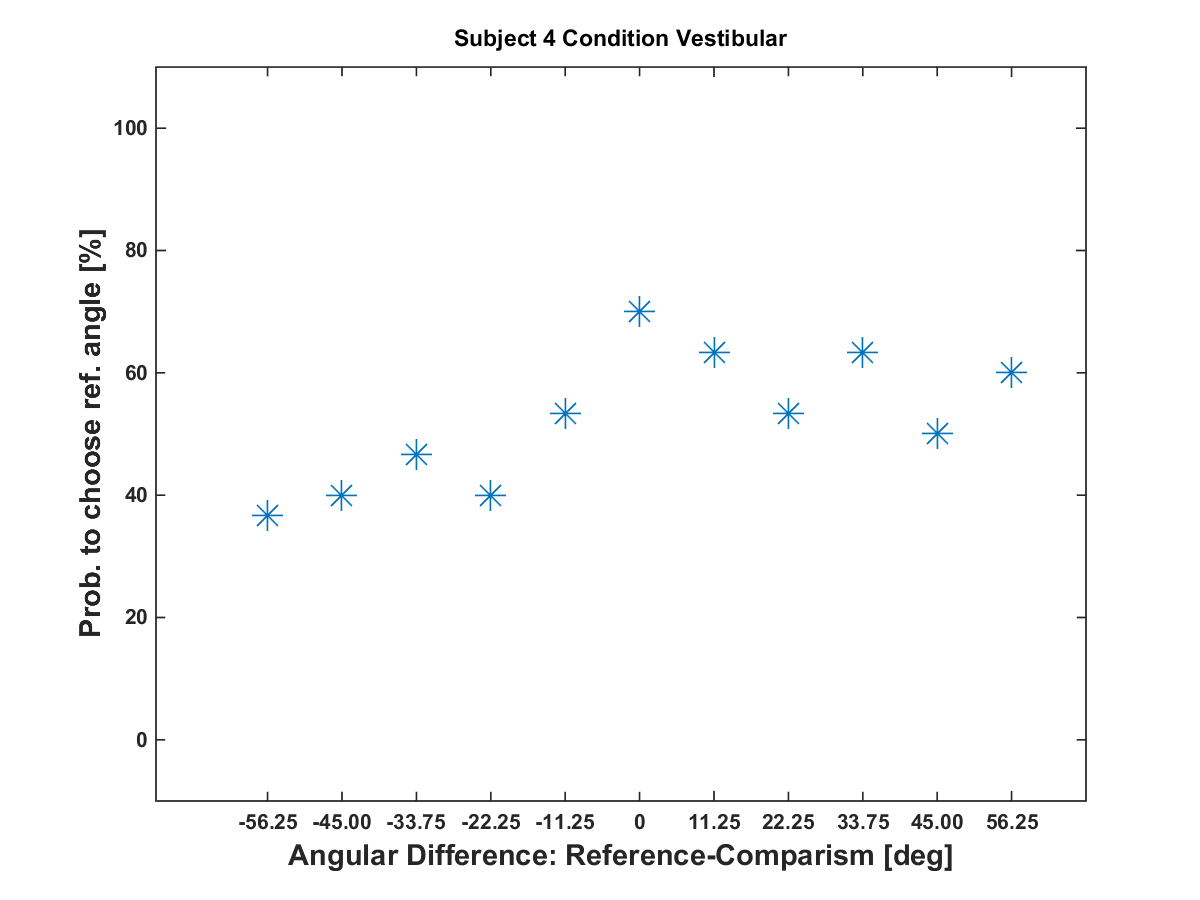 Subject 4 Condition Vestibular
Prob. to choose ref. angle [%]
100
80
60
40
20
0
-56.25 -45.00 -33.75 -22.25 -11.25 0 11.25 22.25 33.75 45.00 56.25
Angular Difference: Reference-Comparism [deg]